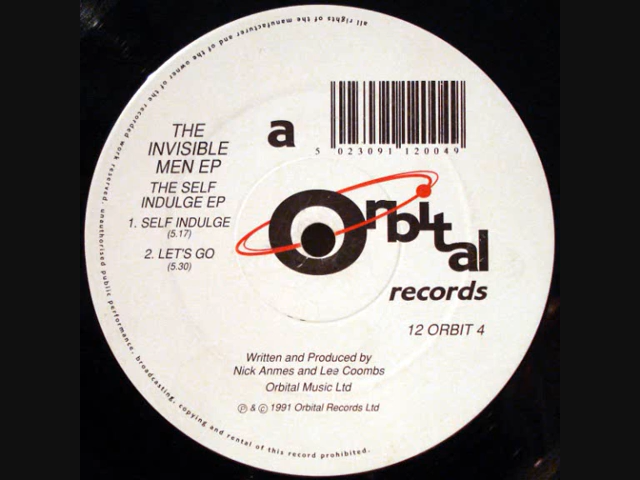 all rights of the manufacturer and of the owner of the recorded work reserved. unauthorised public performance, broadcasting, copying and rental of this record prohibited.
a
5 023091 120049
THE
INVISIBLE
MEN EP
THE SELF
INDULGE EP
1. SELF INDULGE
(5.17)
2. LET'S GO
(5.30)
Orbital
records
12 ORBIT 4
Written and Produced by
Nick Anmes and Lee Coombs
Orbital Music Ltd
℗ & © 1991 Orbital Records Ltd